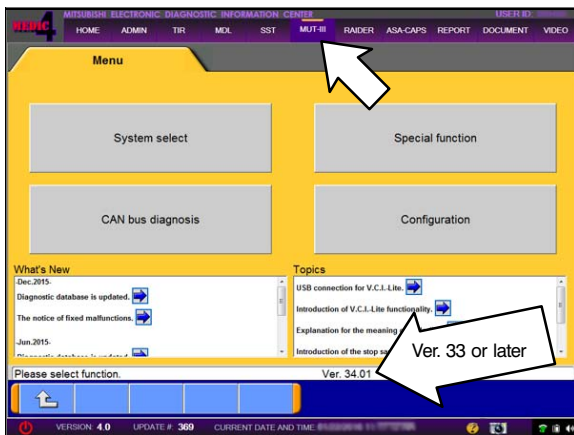 MITSUBISHI ELECTRONIC DIAGNOSTIC INFORMATION CENTER USER ID:
MEDIC 4
HOME ADMIN TIR MDL SST MUT-III RAIDER ASA-CAPS REPORT DOCUMENT VIDEO
Menu
System select
Special function
CAN bus diagnosis
Configuration
What's New
-Dec.2015-
Diagnostic database is updated.
The notice of fixed malfunctions.
-Jun.2015-
Diagnostic database is updated.
Topics
USB connection for V.C.I.-Lite.
Introduction of V.C.I.-Lite functionality.
Explanation for the meaning
Introduction of the stop
Ver. 33 or later
Please select function.
Ver. 34.01
VERSION: 4.0 UPDATE #: 369 CURRENT DATE AND TIME: